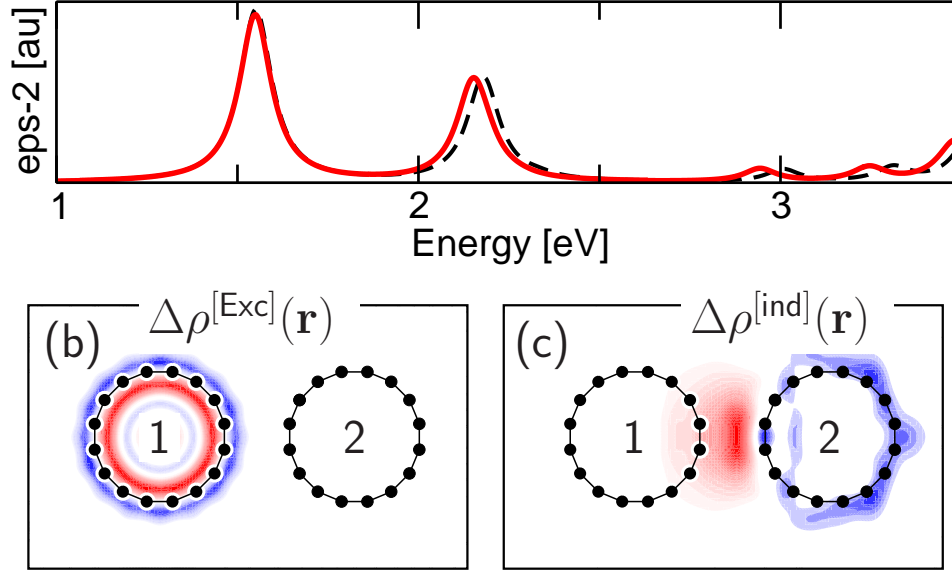 eps-2 [au]
1 2 3
Energy [eV]
(b) Δρ^[Exc](𝐫)
1 2
(c) Δρ^[ind](𝐫)
1 2